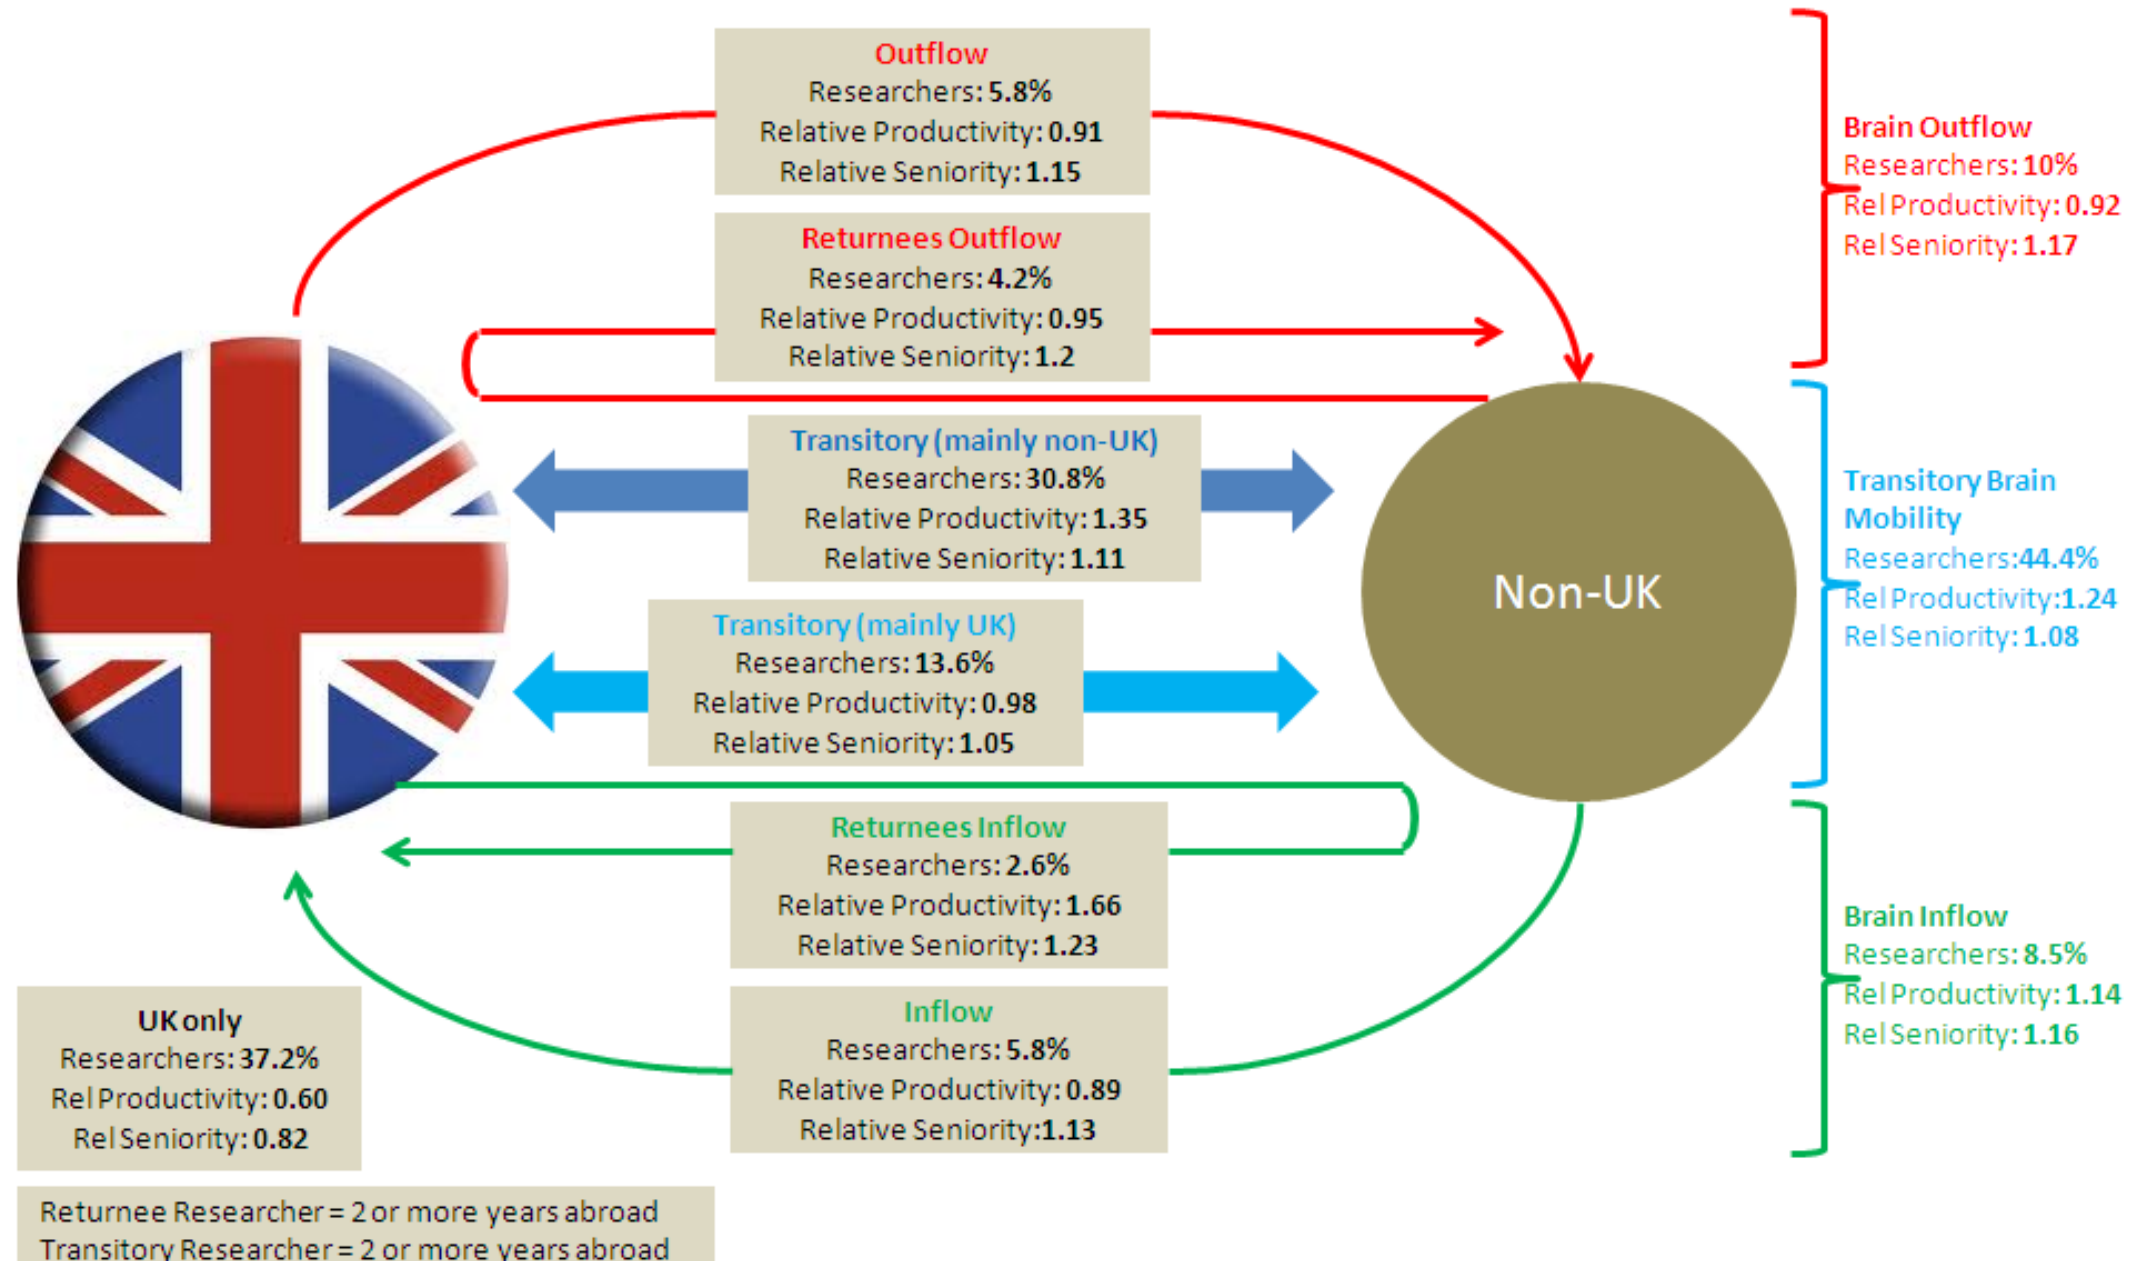 Outflow
Researchers: 5.8%
Relative Productivity: 0.91
Relative Seniority: 1.15
Returnees Outflow
Researchers: 4.2%
Relative Productivity: 0.95
Relative Seniority: 1.2
Transitory (mainly non-UK)
Researchers: 30.8%
Relative Productivity: 1.35
Relative Seniority: 1.11
Transitory (mainly UK)
Researchers: 13.6%
Relative Productivity: 0.98
Relative Seniority: 1.05
Returnees Inflow
Researchers: 2.6%
Relative Productivity: 1.66
Relative Seniority: 1.23
Inflow
Researchers: 5.8%
Relative Productivity: 0.89
Relative Seniority:1.13
UK only
Researchers: 37.2%
Rel Productivity: 0.60
Rel Seniority: 0.82
Returnee Researcher = 2 or more years abroad
Transitory Researcher = 2 or more years abroad
Non-UK
Brain Outflow
Researchers: 10%
Rel Productivity: 0.92
Rel Seniority: 1.17
Transitory Brain
Mobility
Researchers:44.4%
Rel Productivity:1.24
Rel Seniority: 1.08
Brain Inflow
Researchers: 8.5%
Rel Productivity: 1.14
Rel Seniority: 1.16